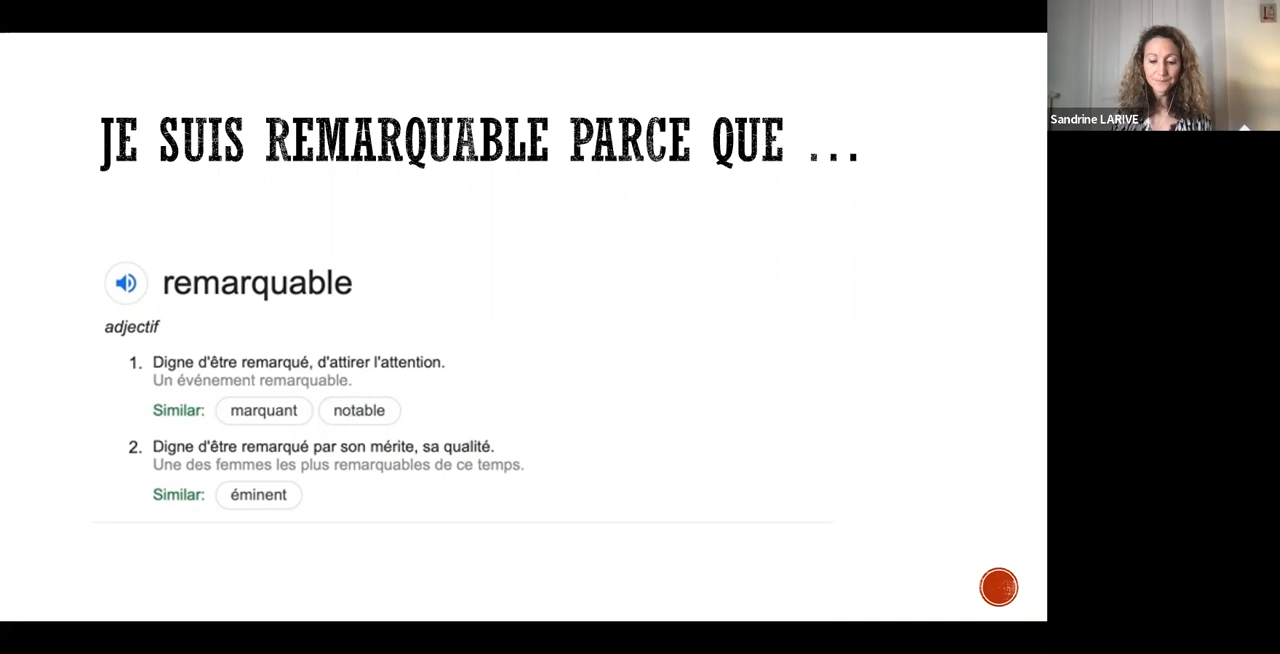 JE SUIS REMARQUABLE PARCE QUE ...
remarquable
adjectif
1. Digne d'être remarqué, d'attirer l'attention.
Un événement remarquable.
Similar: marquant notable
2. Digne d'être remarqué par son mérite, sa qualité.
Une des femmes les plus remarquables de ce temps.
Similar: éminent
Sandrine LARIVE